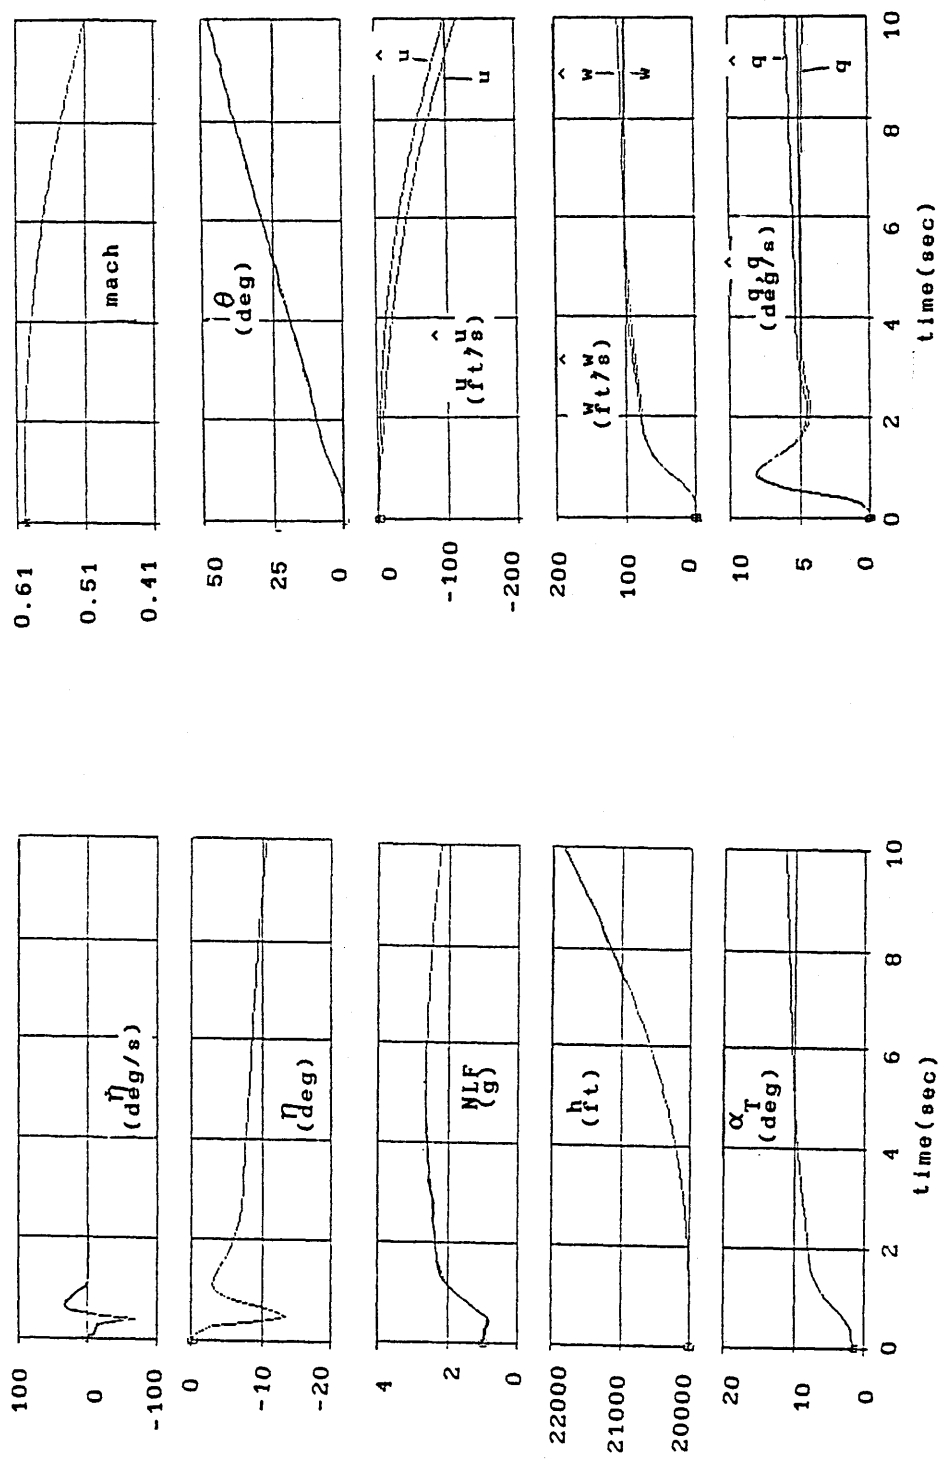 100
0
-100
η̇
(deg/s)
0
-10
-20
η
(deg)
4
2
0
NLF
(g)
22000
21000
20000
h
(ft)
20
10
0
α_T
(deg)
0 2 4 6 8 10
time(sec)
0.61
0.51
0.41
mach
50
25
0
θ
(deg)
0
-100
-200
u,û
(ft/s)
û
u
200
100
0
w,ŵ
(ft/s)
ŵ
w
10
5
0
q̂,q
(deg/s)
q̂
q
0 2 4 6 8 10
time(sec)